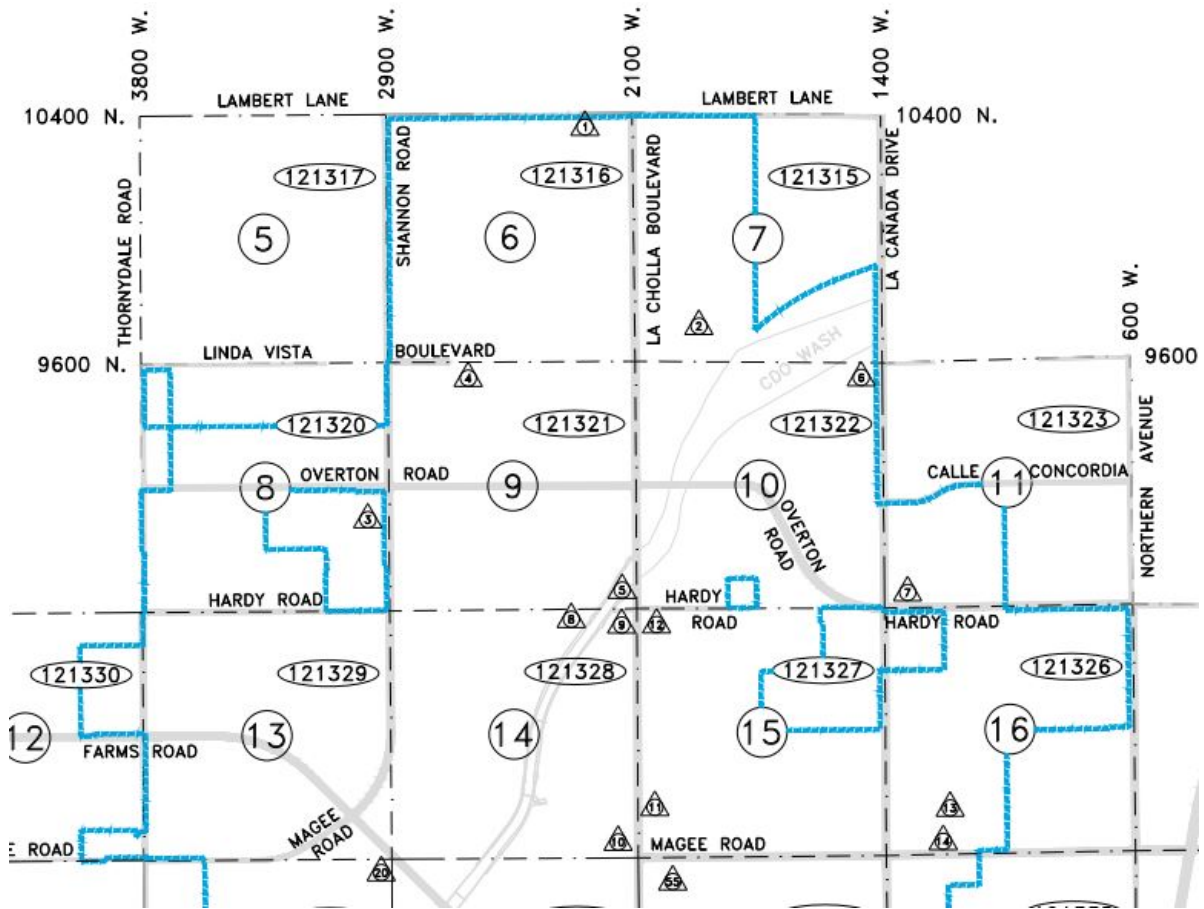 3800 W.
2900 W.
2100 W.
1400 W.
LAMBERT LANE
LAMBERT LANE
10400 N.
10400 N.
1
THORNYDALE ROAD
SHANNON ROAD
LA CHOLLA BOULEVARD
LA CANADA DRIVE
121317
121316
121315
5
6
7
600 W.
2
CDO WASH
LINDA VISTA
BOULEVARD
9600 N.
9600
4
6
121320
121321
121322
121323
NORTHERN AVENUE
8
OVERTON ROAD
9
10
OVERTON ROAD
CALLE CONCORDIA
11
3
HARDY ROAD
5
HARDY
ROAD
7
HARDY ROAD
8
9
12
121330
121329
121328
121327
121326
12
13
14
15
16
FARMS ROAD
MAGEE ROAD
11
13
10
14
E ROAD
MAGEE ROAD
20
55